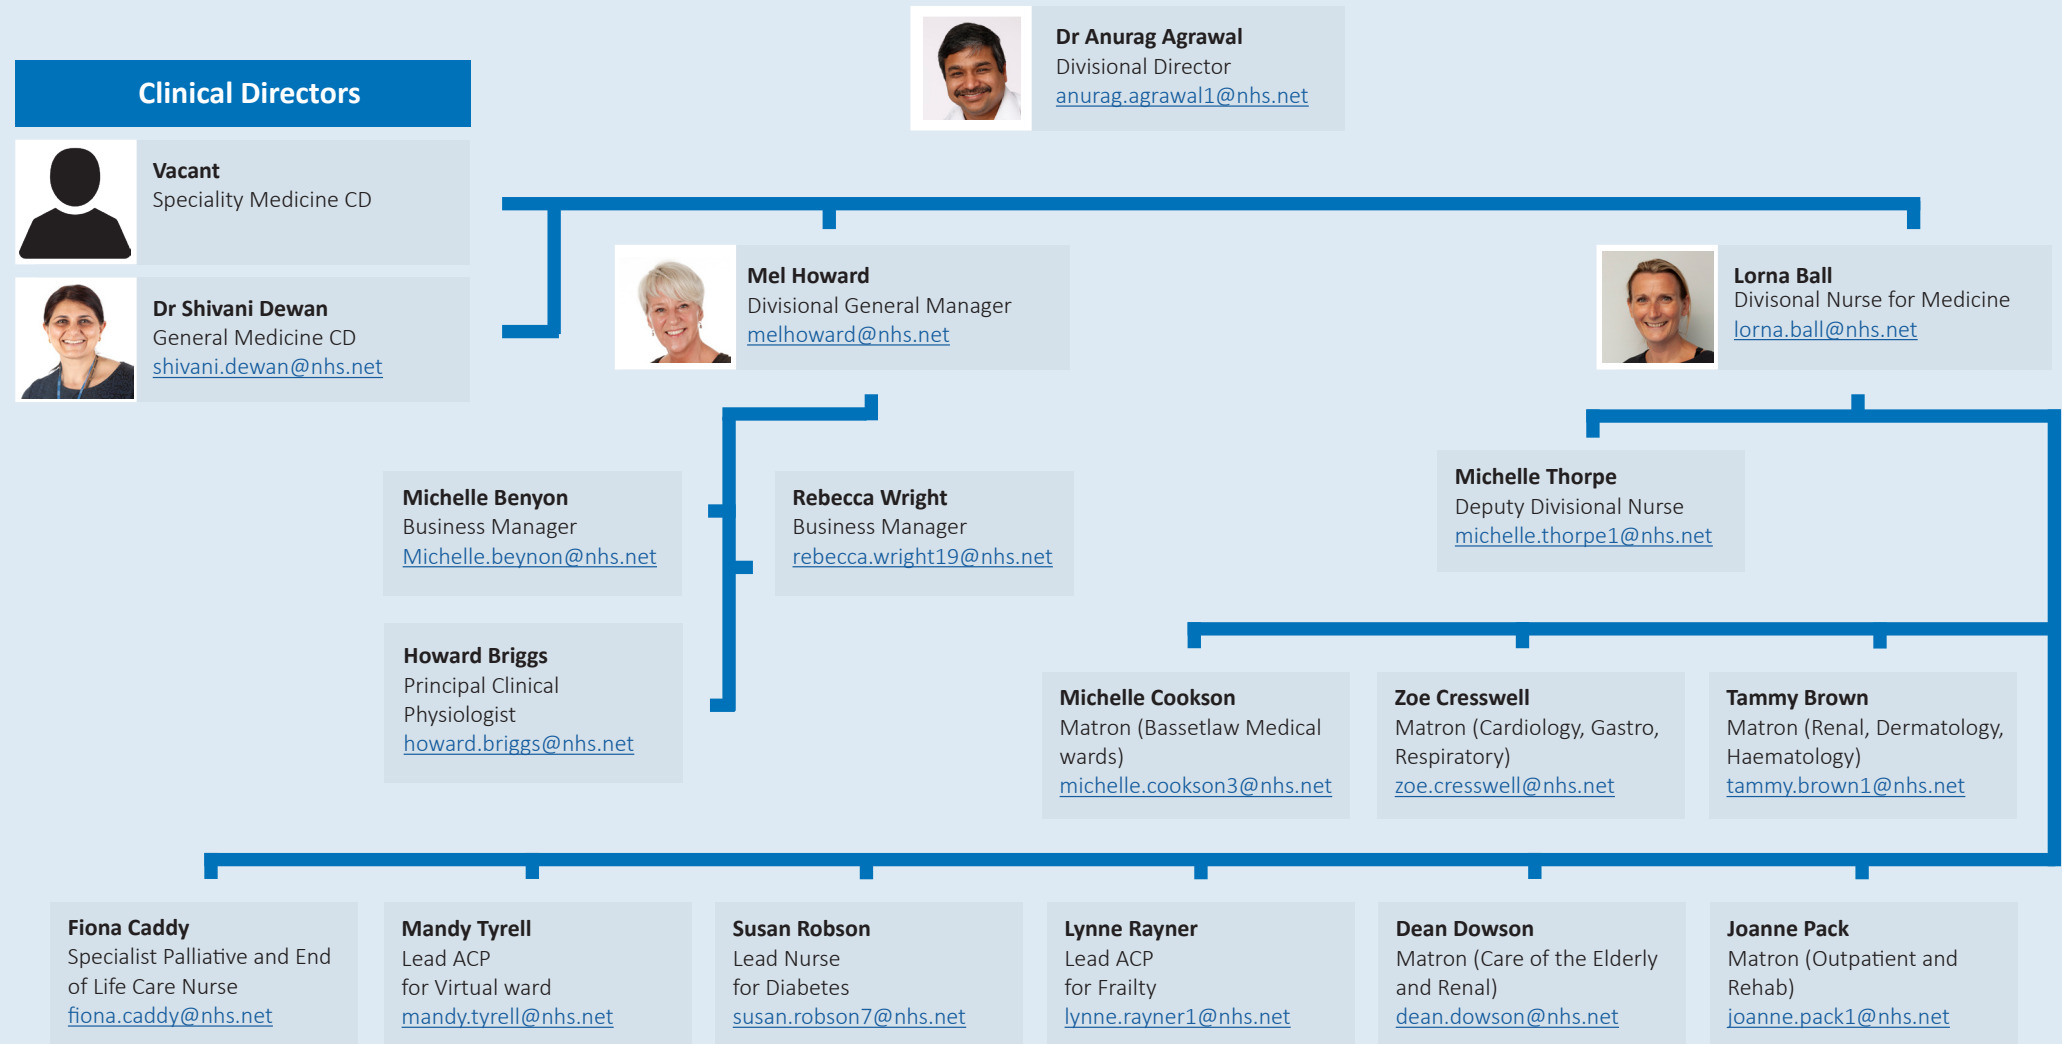 Dr Anurag Agrawal
Divisional Director
anurag.agrawal1@nhs.net
Clinical Directors
Vacant
Speciality Medicine CD
Dr Shivani Dewan
General Medicine CD
shivani.dewan@nhs.net
Mel Howard
Divisional General Manager
melhoward@nhs.net
Lorna Ball
Divisonal Nurse for Medicine
lorna.ball@nhs.net
Michelle Benyon
Business Manager
Michelle.beynon@nhs.net
Rebecca Wright
Business Manager
rebecca.wright19@nhs.net
Michelle Thorpe
Deputy Divisional Nurse
michelle.thorpe1@nhs.net
Howard Briggs
Principal Clinical
Physiologist
howard.briggs@nhs.net
Michelle Cookson
Matron (Bassetlaw Medical
wards)
michelle.cookson3@nhs.net
Zoe Cresswell
Matron (Cardiology, Gastro,
Respiratory)
zoe.cresswell@nhs.net
Tammy Brown
Matron (Renal, Dermatology,
Haematology)
tammy.brown1@nhs.net
Fiona Caddy
Specialist Palliative and End
of Life Care Nurse
fiona.caddy@nhs.net
Mandy Tyrell
Lead ACP
for Virtual ward
mandy.tyrell@nhs.net
Susan Robson
Lead Nurse
for Diabetes
susan.robson7@nhs.net
Lynne Rayner
Lead ACP
for Frailty
lynne.rayner1@nhs.net
Dean Dowson
Matron (Care of the Elderly
and Renal)
dean.dowson@nhs.net
Joanne Pack
Matron (Outpatient and
Rehab)
joanne.pack1@nhs.net